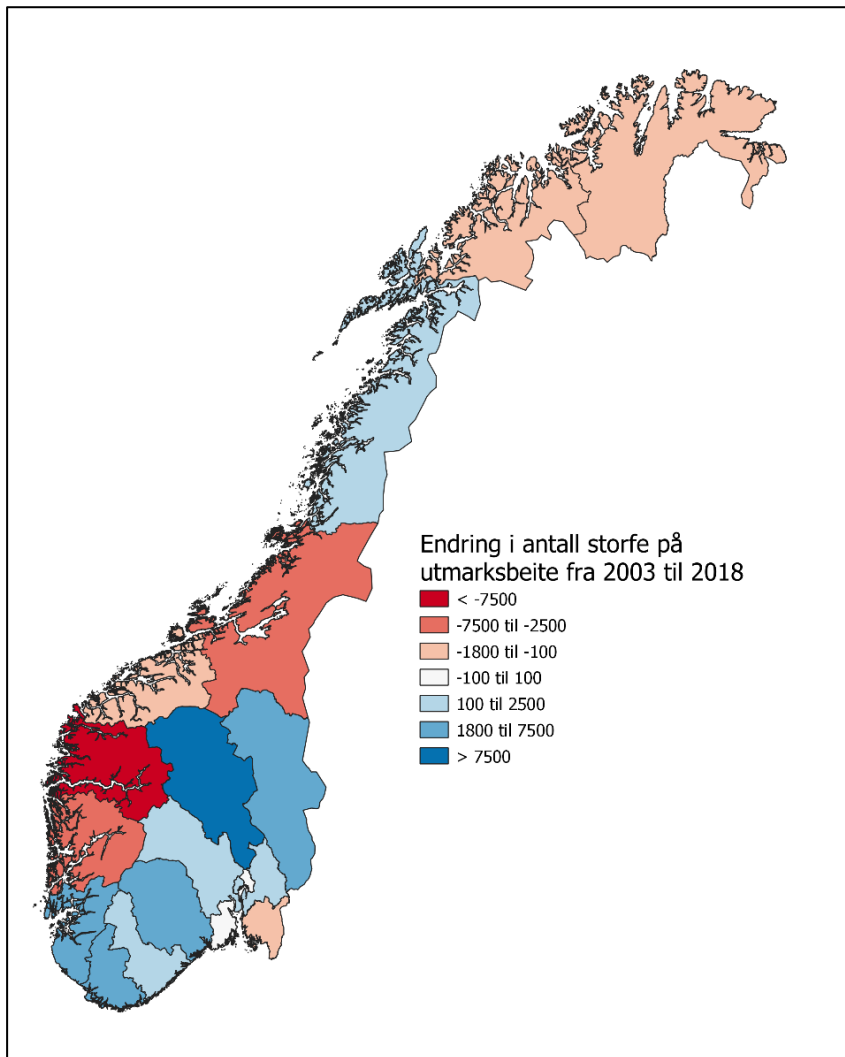 Endring i antall storfe på
utmarksbeite fra 2003 til 2018
< -7500
-7500 til -2500
-1800 til -100
-100 til 100
100 til 2500
1800 til 7500
> 7500